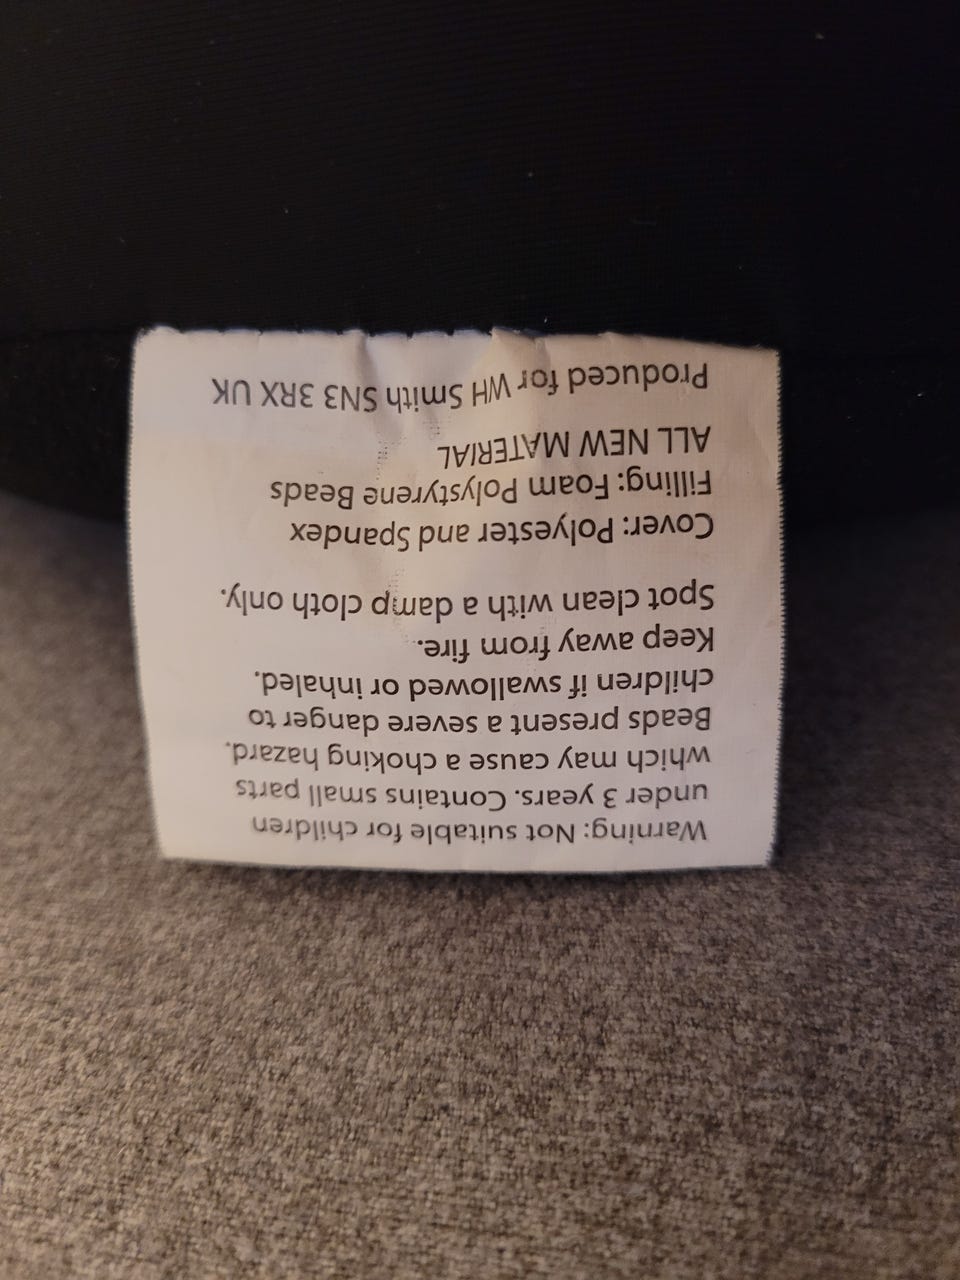 Warning: Not suitable for children
under 3 years. Contains small parts
which may cause a choking hazard.
Beads present a severe danger to
children if swallowed or inhaled.
Keep away from fire.
Spot clean with a damp cloth only.
Cover: Polyester and Spandex
Filling: Foam Polystyrene Beads
ALL NEW MATERIAL
Produced for WH Smith SN3 3RX UK